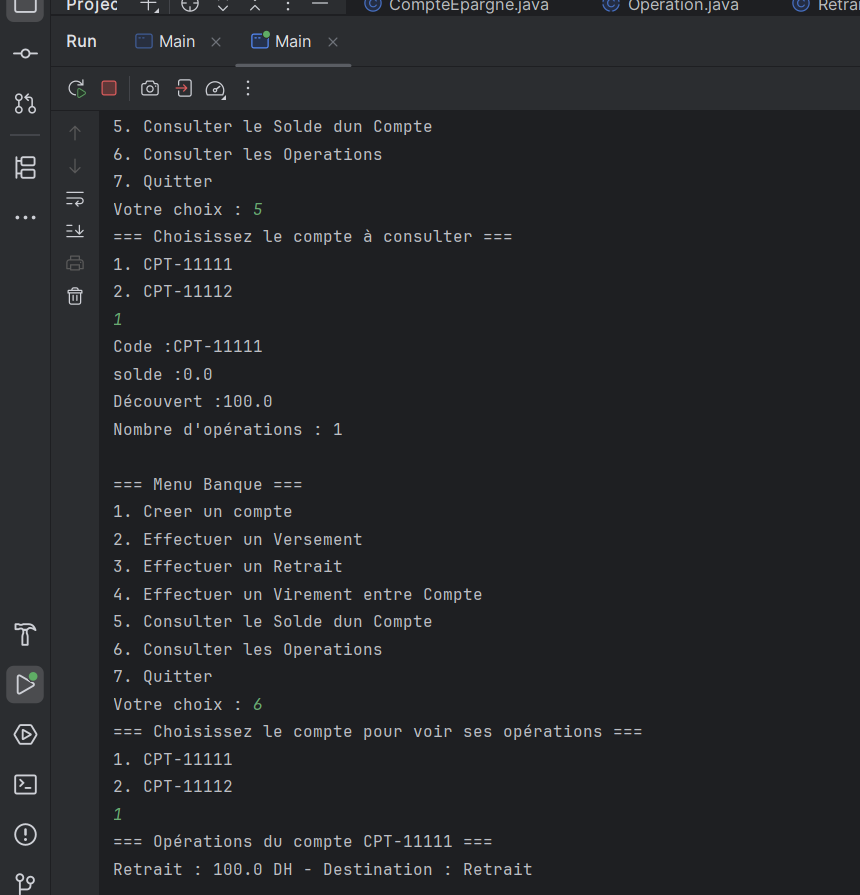 Projec
CompteEpargne.java
Operation.java
Retrai
Run
Main
Main
5. Consulter le Solde dun Compte
6. Consulter les Operations
7. Quitter
Votre choix : 5
=== Choisissez le compte à consulter ===
1. CPT-11111
2. CPT-11112
1
Code :CPT-11111
solde :0.0
Découvert :100.0
Nombre d'opérations : 1
=== Menu Banque ===
1. Creer un compte
2. Effectuer un Versement
3. Effectuer un Retrait
4. Effectuer un Virement entre Compte
5. Consulter le Solde dun Compte
6. Consulter les Operations
7. Quitter
Votre choix : 6
=== Choisissez le compte pour voir ses opérations ===
1. CPT-11111
2. CPT-11112
1
=== Opérations du compte CPT-11111 ===
Retrait : 100.0 DH - Destination : Retrait